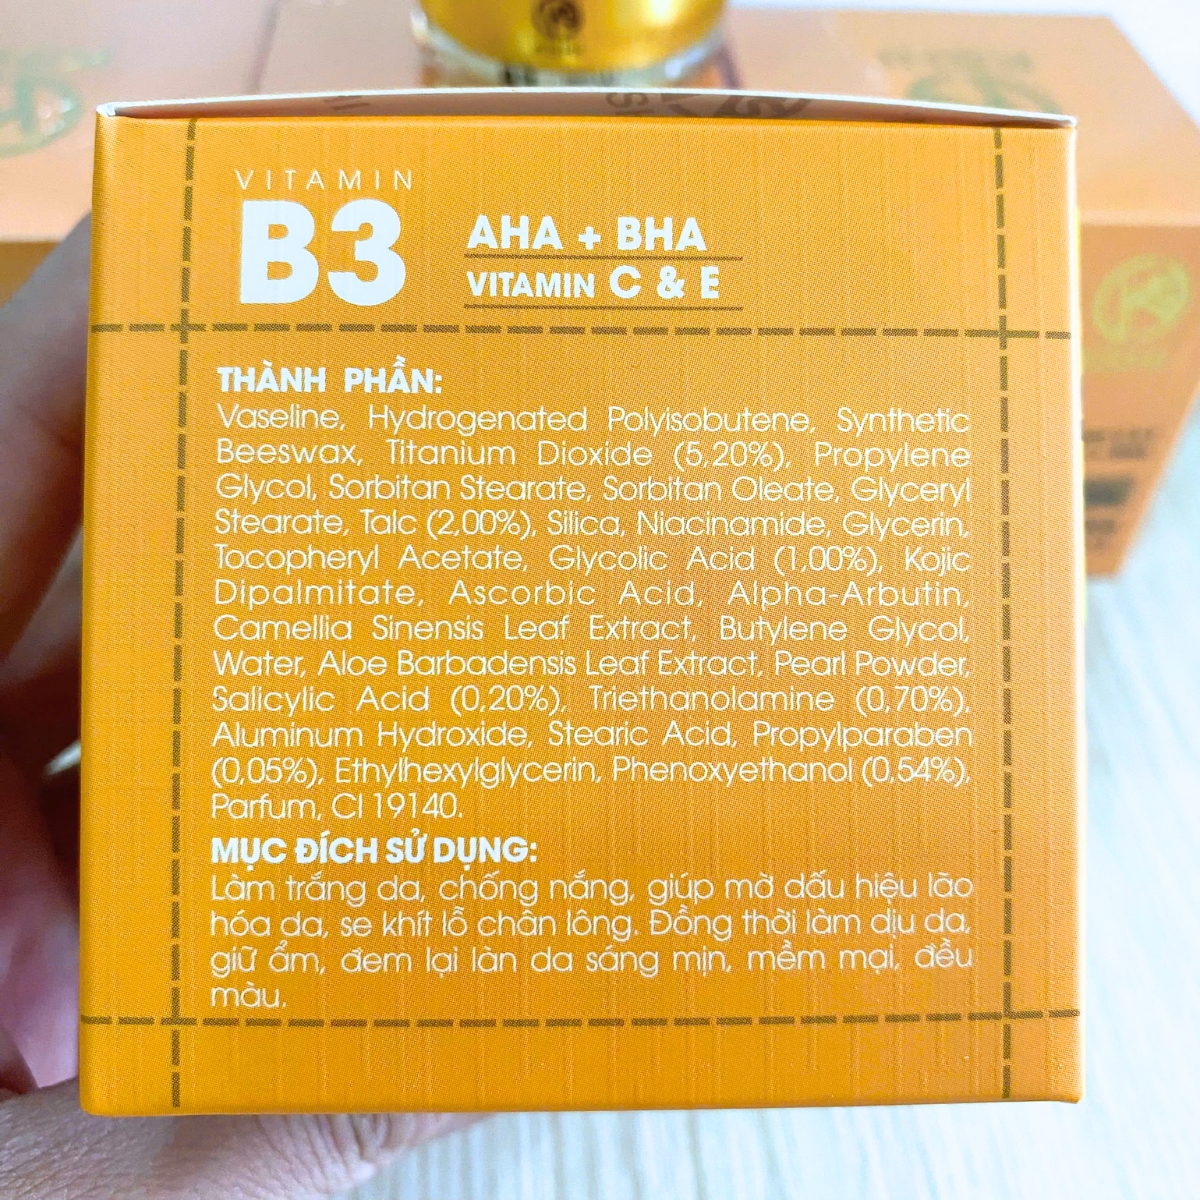 VITAMIN
B3
AHA + BHA
VITAMIN C & E
THÀNH PHẦN:
Vaseline, Hydrogenated Polyisobutene, Synthetic
Beeswax, Titanium Dioxide (5,20%), Propylene
Glycol, Sorbitan Stearate, Sorbitan Oleate, Glyceryl
Stearate, Talc (2,00%), Silica, Niacinamide, Glycerin,
Tocopheryl Acetate, Glycolic Acid (1,00%), Kojic
Dipalmitate, Ascorbic Acid, Alpha-Arbutin,
Camellia Sinensis Leaf Extract, Butylene Glycol,
Water, Aloe Barbadensis Leaf Extract, Pearl Powder,
Salicylic Acid (0,20%), Triethanolamine (0,70%),
Aluminum Hydroxide, Stearic Acid, Propylparaben
(0,05%), Ethylhexylglycerin, Phenoxyethanol (0,54%),
Parfum, CI 19140.
MỤC ĐÍCH SỬ DỤNG:
Làm trắng da, chống nắng, giúp mờ dấu hiệu lão
hóa da, se khít lỗ chân lông. Đồng thời làm dịu da,
giữ ẩm, đem lại làn da sáng mịn, mềm mại, đều
màu.